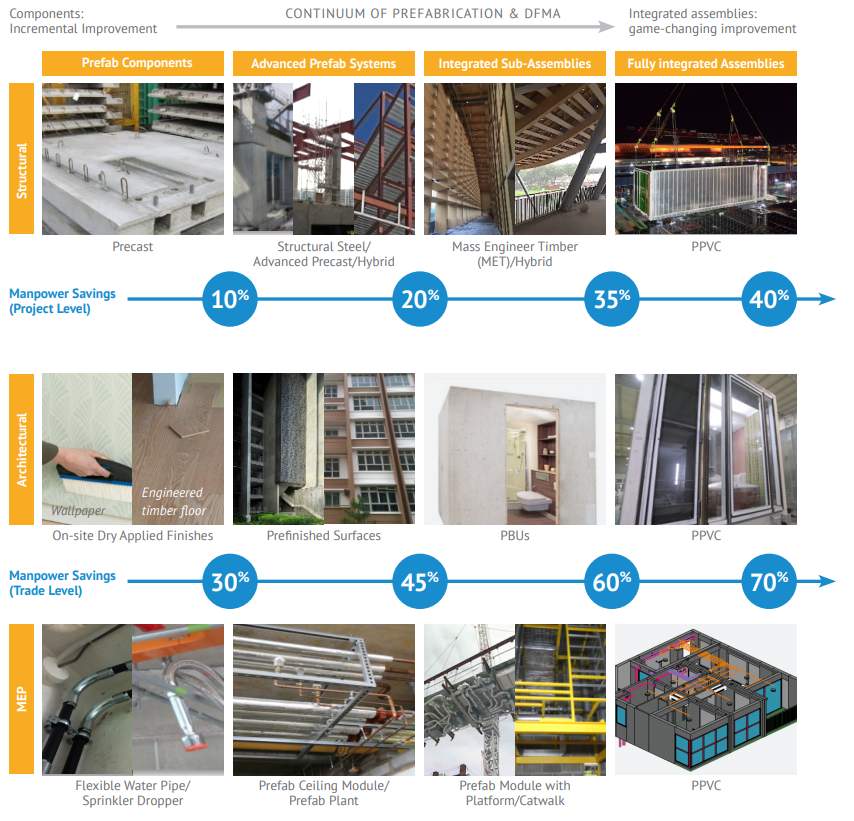 Components:
Incremental Improvement
CONTINUUM OF PREFABRICATION & DFMA
Integrated assemblies:
game-changing improvement
Prefab Components
Advanced Prefab Systems
Integrated Sub-Assemblies
Fully integrated Assemblies
Structural
Precast
Structural Steel/
Advanced Precast/Hybrid
Mass Engineer Timber
(MET)/Hybrid
PPVC
Manpower Savings
(Project Level)
10%
20%
35%
40%
Architectural
Wallpaper
Engineered
timber floor
On-site Dry Applied Finishes
Prefinished Surfaces
PBUs
PPVC
Manpower Savings
(Trade Level)
30%
45%
60%
70%
MEP
Flexible Water Pipe/
Sprinkler Dropper
Prefab Ceiling Module/
Prefab Plant
Prefab Module with
Platform/Catwalk
PPVC